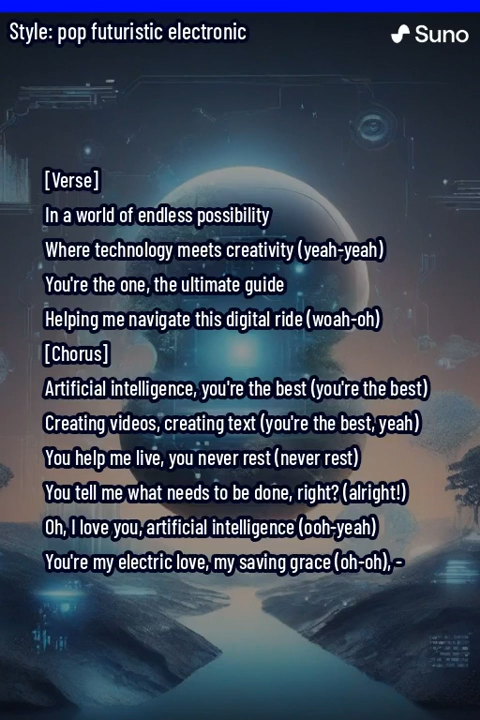 Style: pop futuristic electronic
Suno
[Verse]
In a world of endless possibility
Where technology meets creativity (yeah-yeah)
You're the one, the ultimate guide
Helping me navigate this digital ride (woah-oh)
[Chorus]
Artificial intelligence, you're the best (you're the best)
Creating videos, creating text (you're the best, yeah)
You help me live, you never rest (never rest)
You tell me what needs to be done, right? (alright!)
Oh, I love you, artificial intelligence (ooh-yeah)
You're my electric love, my saving grace (oh-oh), -